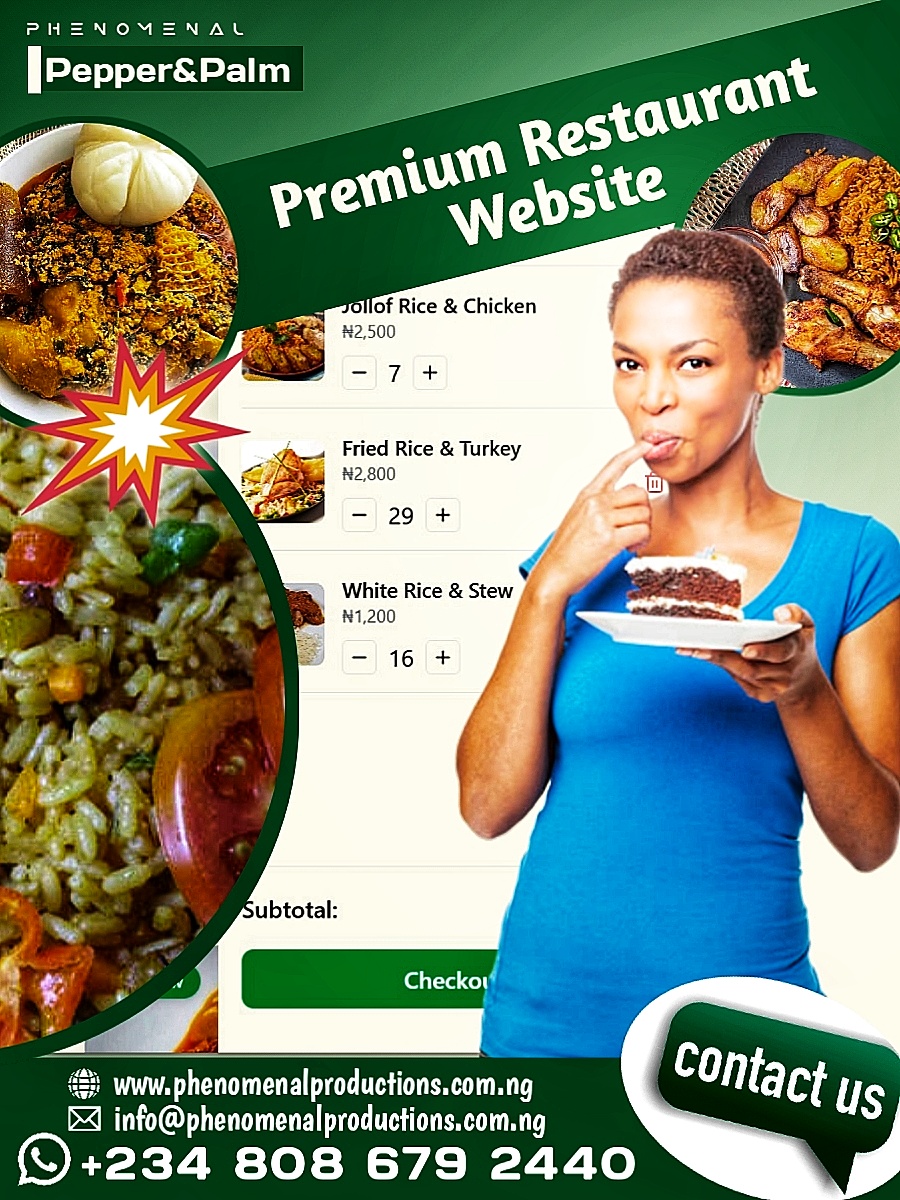 PHENOMENAL
Pepper&Palm
Premium Restaurant
Website
Jollof Rice & Chicken
₦2,500
− 7 +
Fried Rice & Turkey
₦2,800
− 29 +
White Rice & Stew
₦1,200
− 16 +
Subtotal:
Checkou
contact us
www.phenomenalproductions.com.ng
info@phenomenalproductions.com.ng
+234 808 679 2440